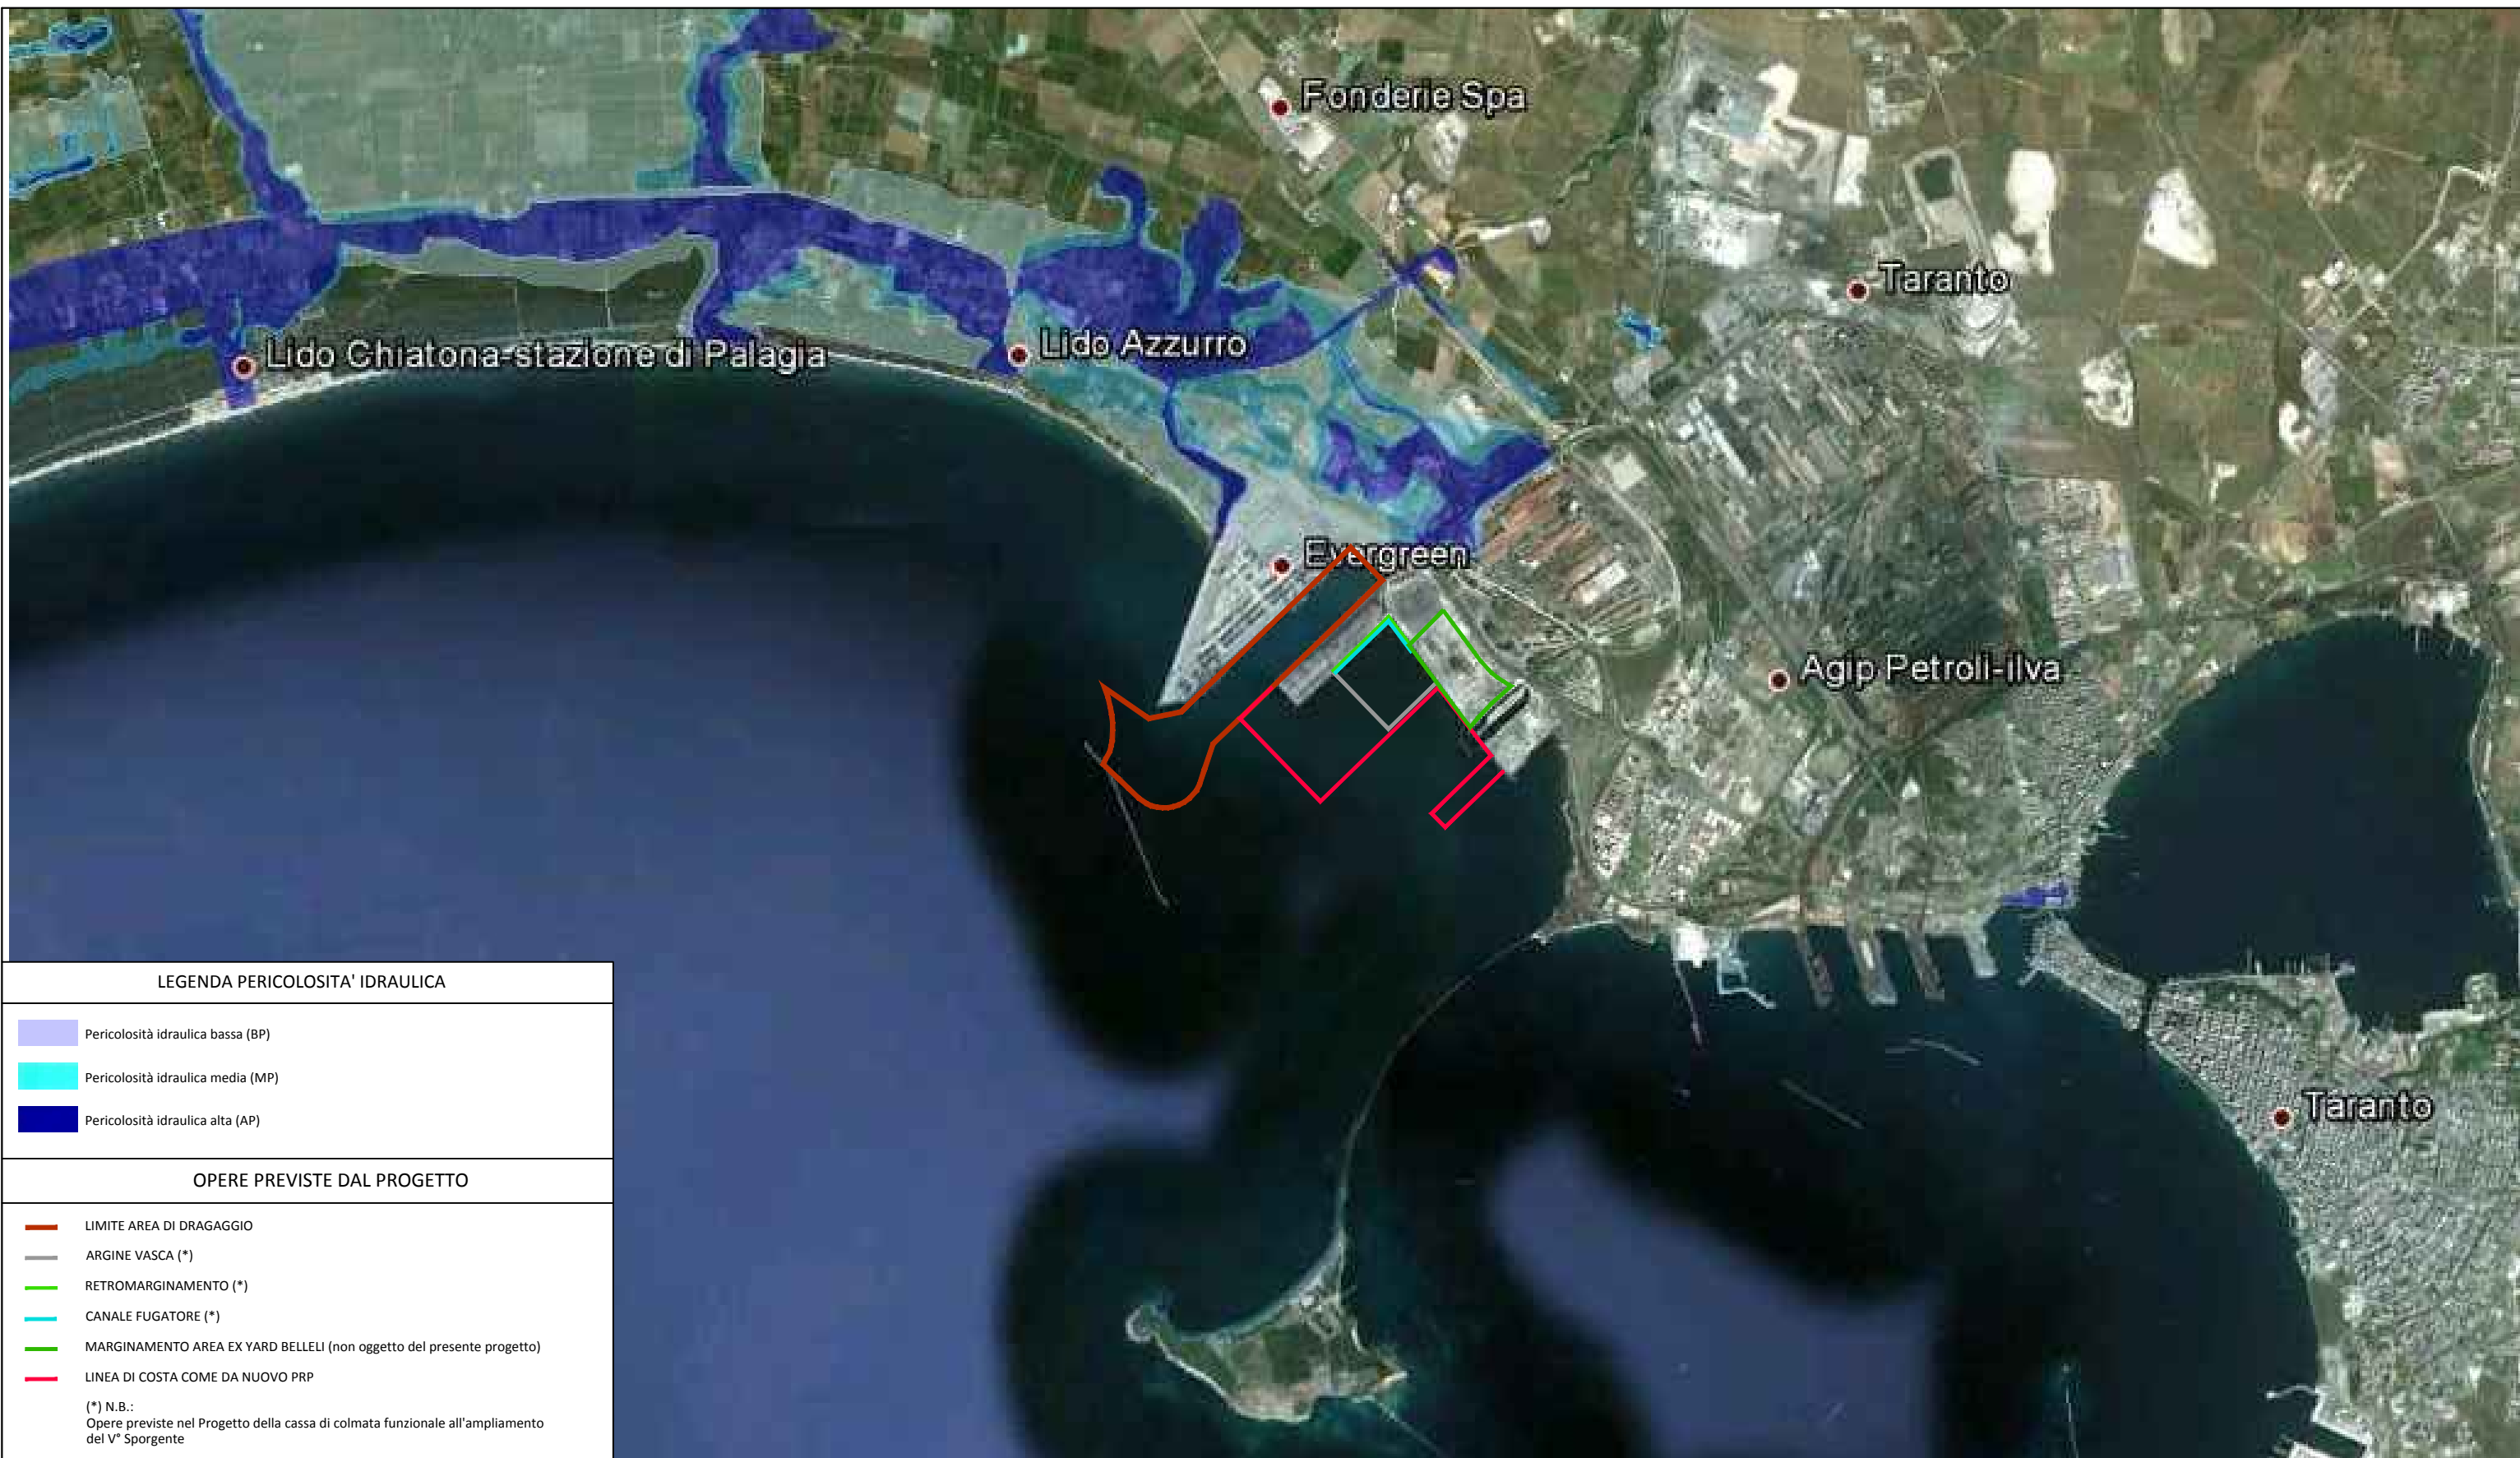 Fonderie Spa
Taranto
Lido Azzurro
Lido Chiatona-stazione di Palagia
Evergreen
Agip Petroli-ilva
Taranto
LEGENDA PERICOLOSITA' IDRAULICA
Pericolosità idraulica bassa (BP)
Pericolosità idraulica media (MP)
Pericolosità idraulica alta (AP)
OPERE PREVISTE DAL PROGETTO
LIMITE AREA DI DRAGAGGIO
ARGINE VASCA (*)
RETROMARGINAMENTO (*)
CANALE FUGATORE (*)
MARGINAMENTO AREA EX YARD BELLELI (non oggetto del presente progetto)
LINEA DI COSTA COME DA NUOVO PRP
(*) N.B.:
Opere previste nel Progetto della cassa di colmata funzionale all'ampliamento
del V° Sporgente